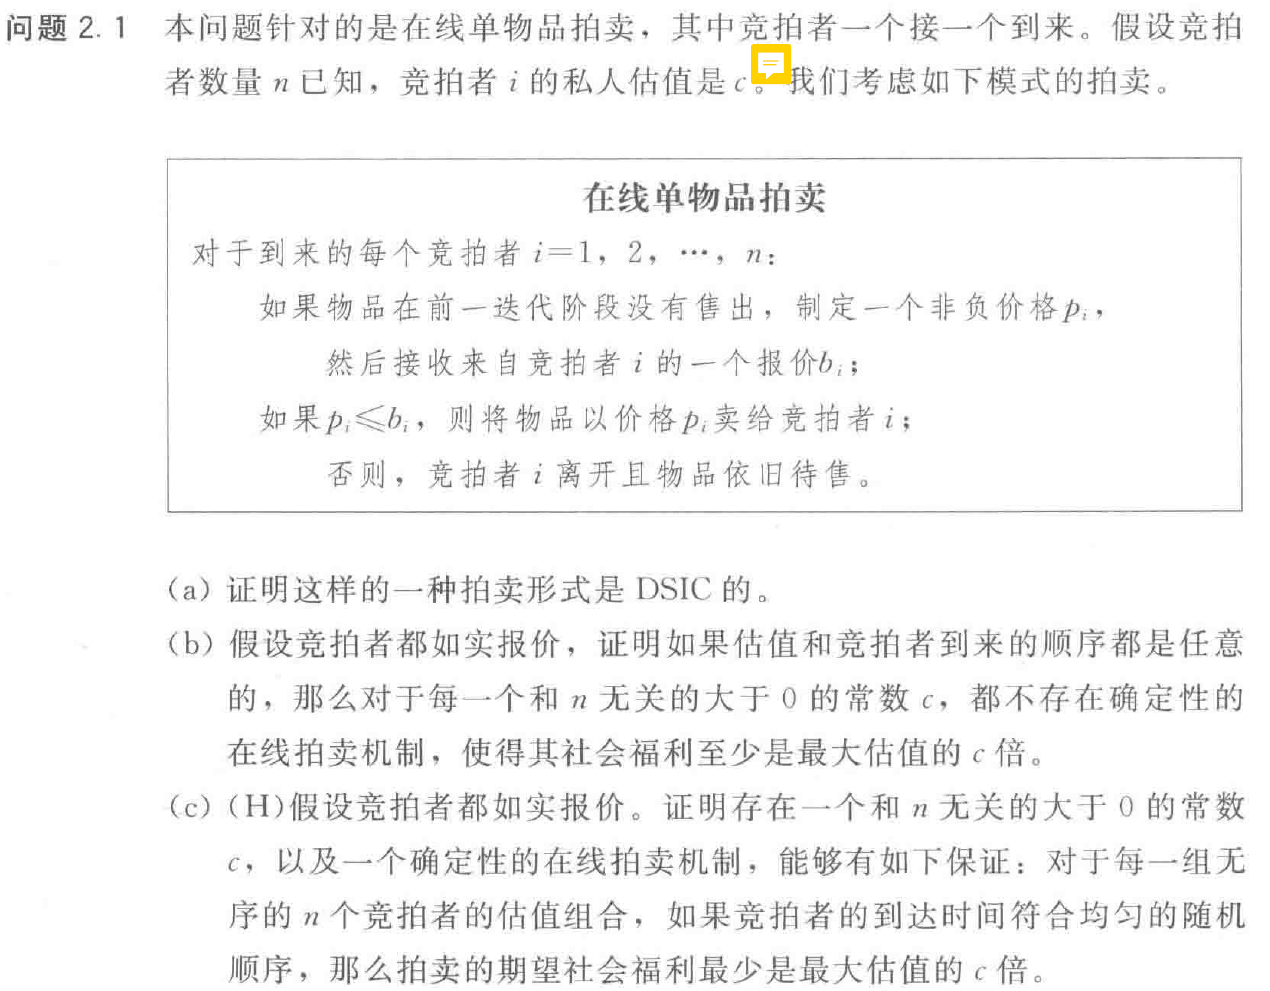 问题 2.1 本问题针对的是在线单物品拍卖，其中竞拍者一个接一个到来。假设竞拍
者数量 n 已知，竞拍者 i 的私人估值是 c。我们考虑如下模式的拍卖。
在线单物品拍卖
对于到来的每个竞拍者 i=1，2，…，n：
如果物品在前一迭代阶段没有售出，制定一个非负价格pᵢ，
然后接收来自竞拍者 i 的一个报价bᵢ；
如果pᵢ≤bᵢ，则将物品以价格pᵢ卖给竞拍者 i；
否则，竞拍者 i 离开且物品依旧待售。
(a) 证明这样的一种拍卖形式是 DSIC 的。
(b) 假设竞拍者都如实报价，证明如果估值和竞拍者到来的顺序都是任意
的，那么对于每一个和 n 无关的大于 0 的常数 c，都不存在确定性的
在线拍卖机制，使得其社会福利至少是最大估值的 c 倍。
(c) (H)假设竞拍者都如实报价。证明存在一个和 n 无关的大于 0 的常数
c，以及一个确定性的在线拍卖机制，能够有如下保证：对于每一组无
序的 n 个竞拍者的估值组合，如果竞拍者的到达时间符合均匀的随机
顺序，那么拍卖的期望社会福利最少是最大估值的 c 倍。